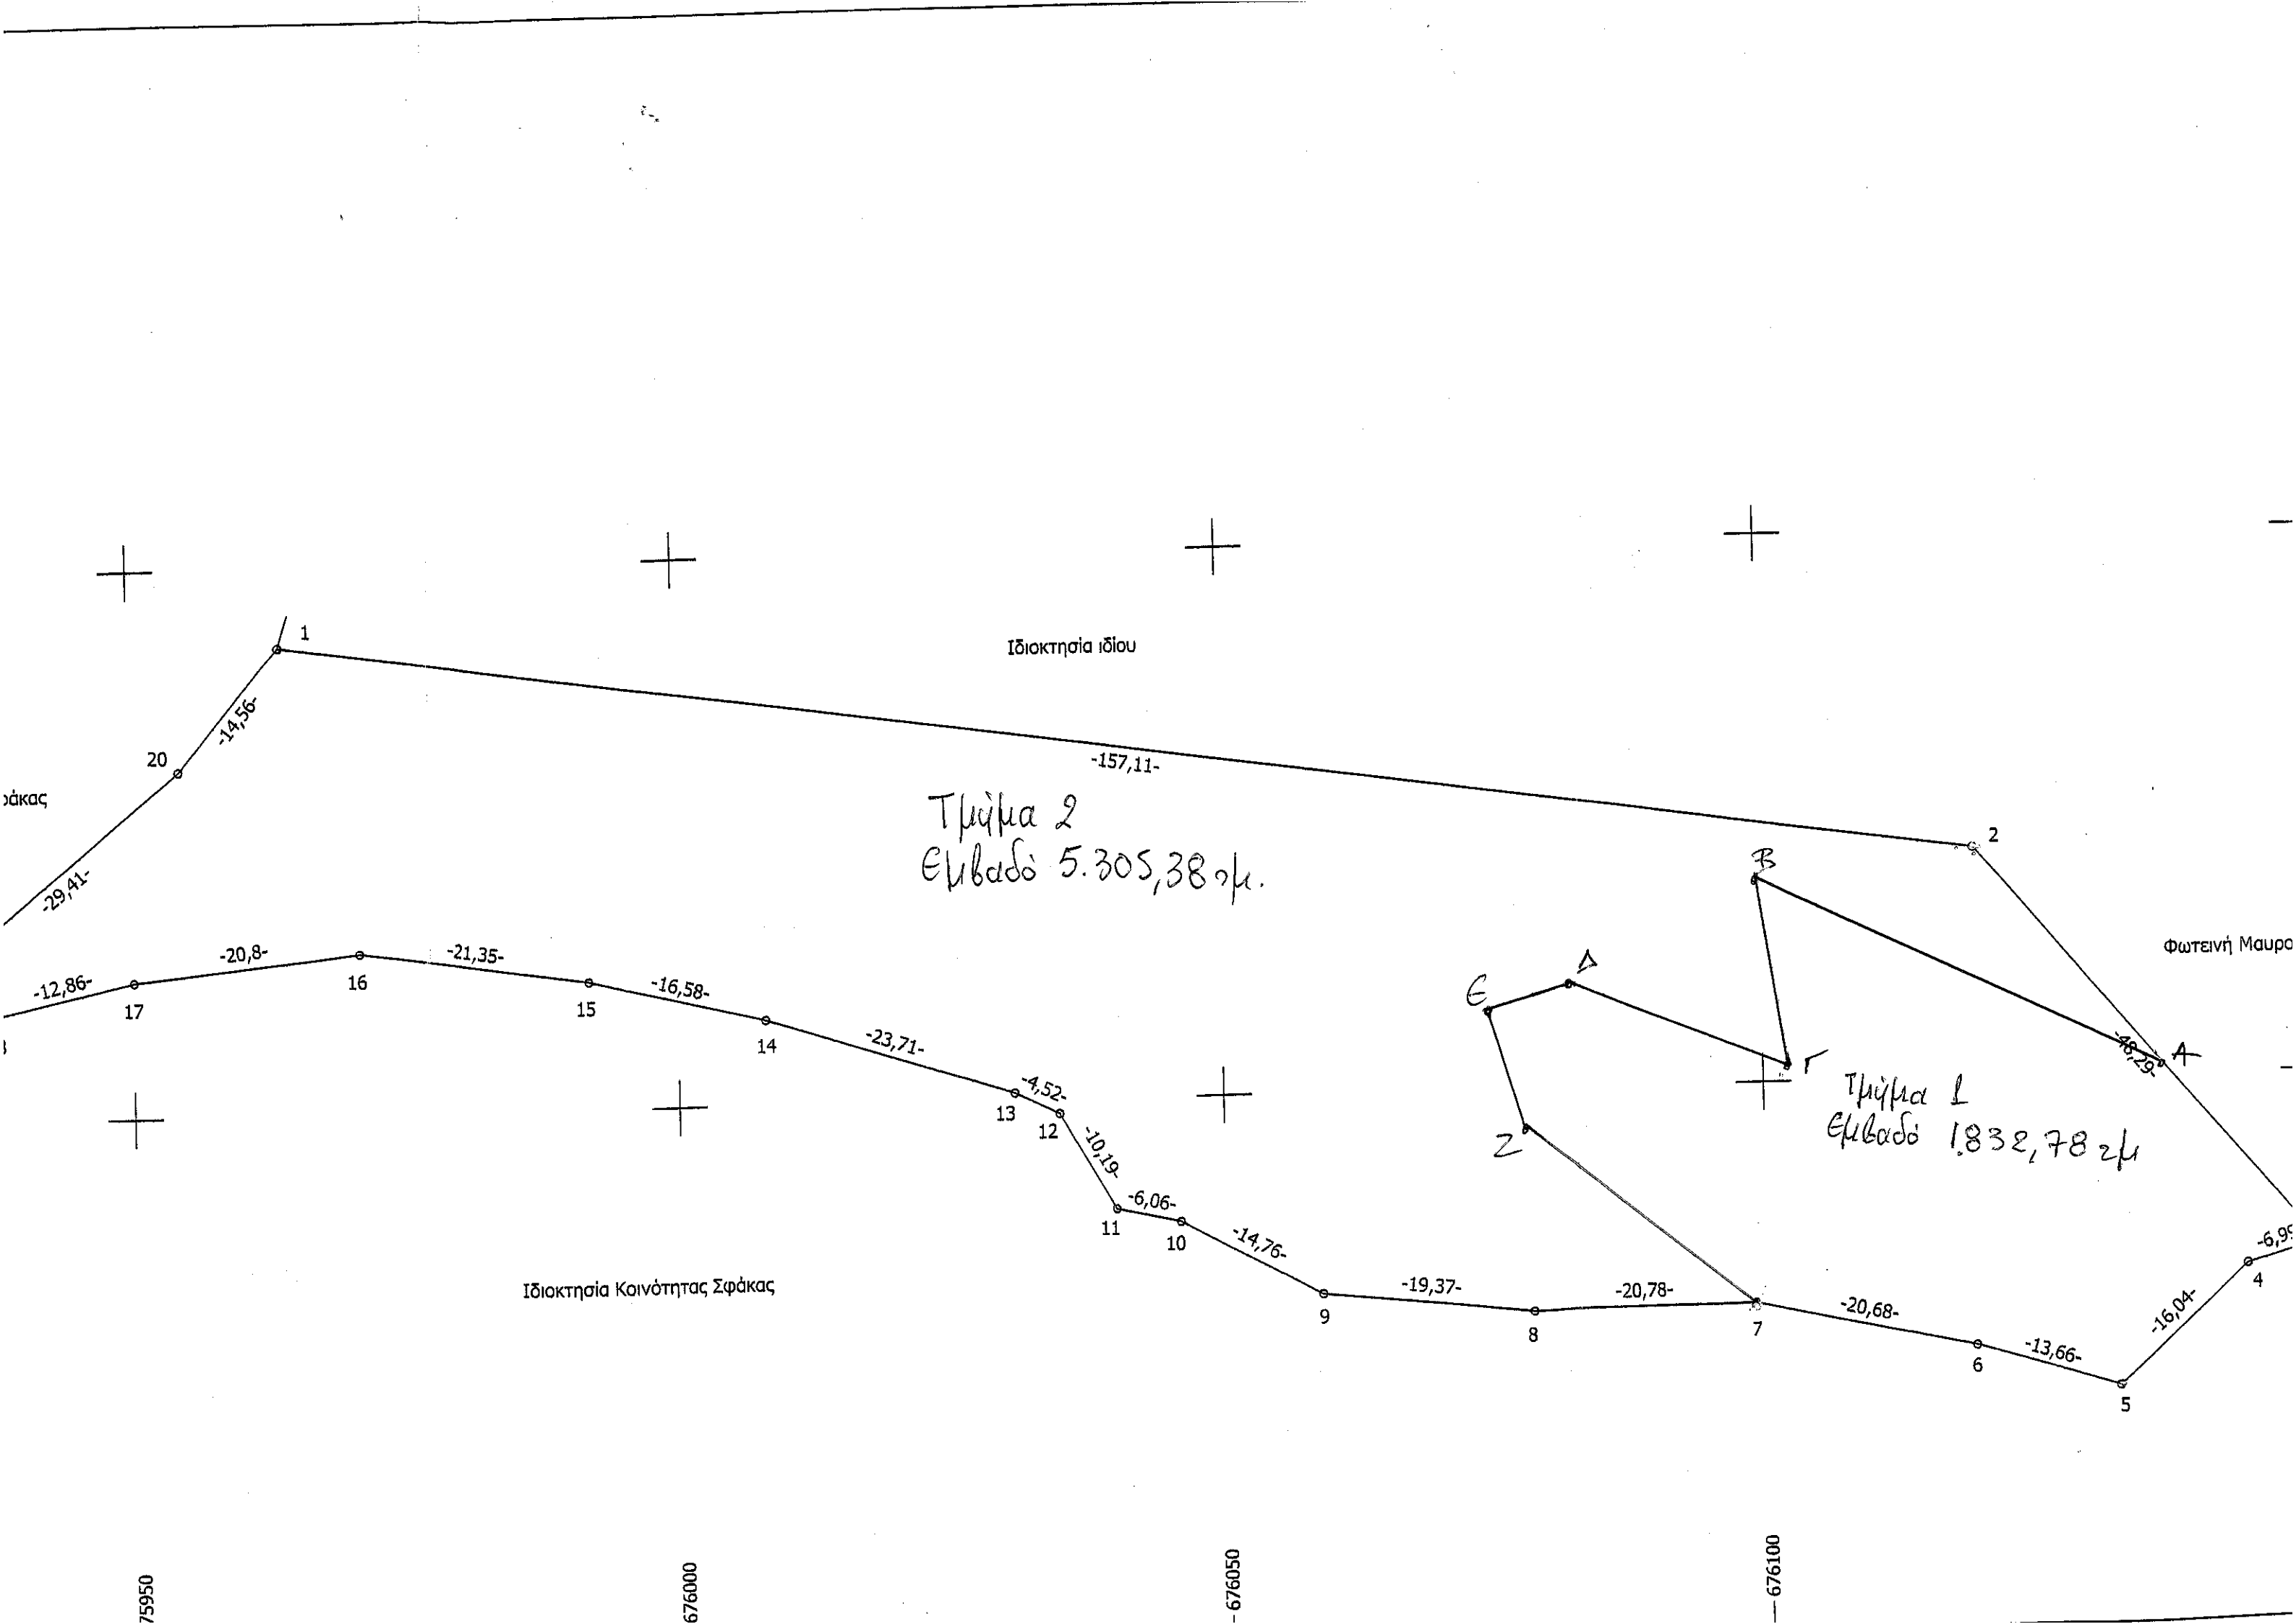 1
Ιδιοκτησία ιδίου
-14,56-
20
-157,11-
ράκας
Τμήμα 2
Εμβαδό 5.305,38 τμ.
2
Β
-29,41-
Φωτεινή Μαυρο
-20,8-
-21,35-
Δ
Ε
-12,86-
17
16
15
-16,58-
14
-23,71-
-48,29-
Α
Γ
Τμήμα 1
Εμβαδό 1.832,78 τμ
-4,52-
13
12
-10,19-
Ζ
-6,06-
11
10
-14,76-
-6,99
4
Ιδιοκτησία Κοινότητας Σφάκας
-19,37-
-20,78-
-20,68-
-16,04-
9
8
7
6
-13,66-
5
75950
676000
676050
676100